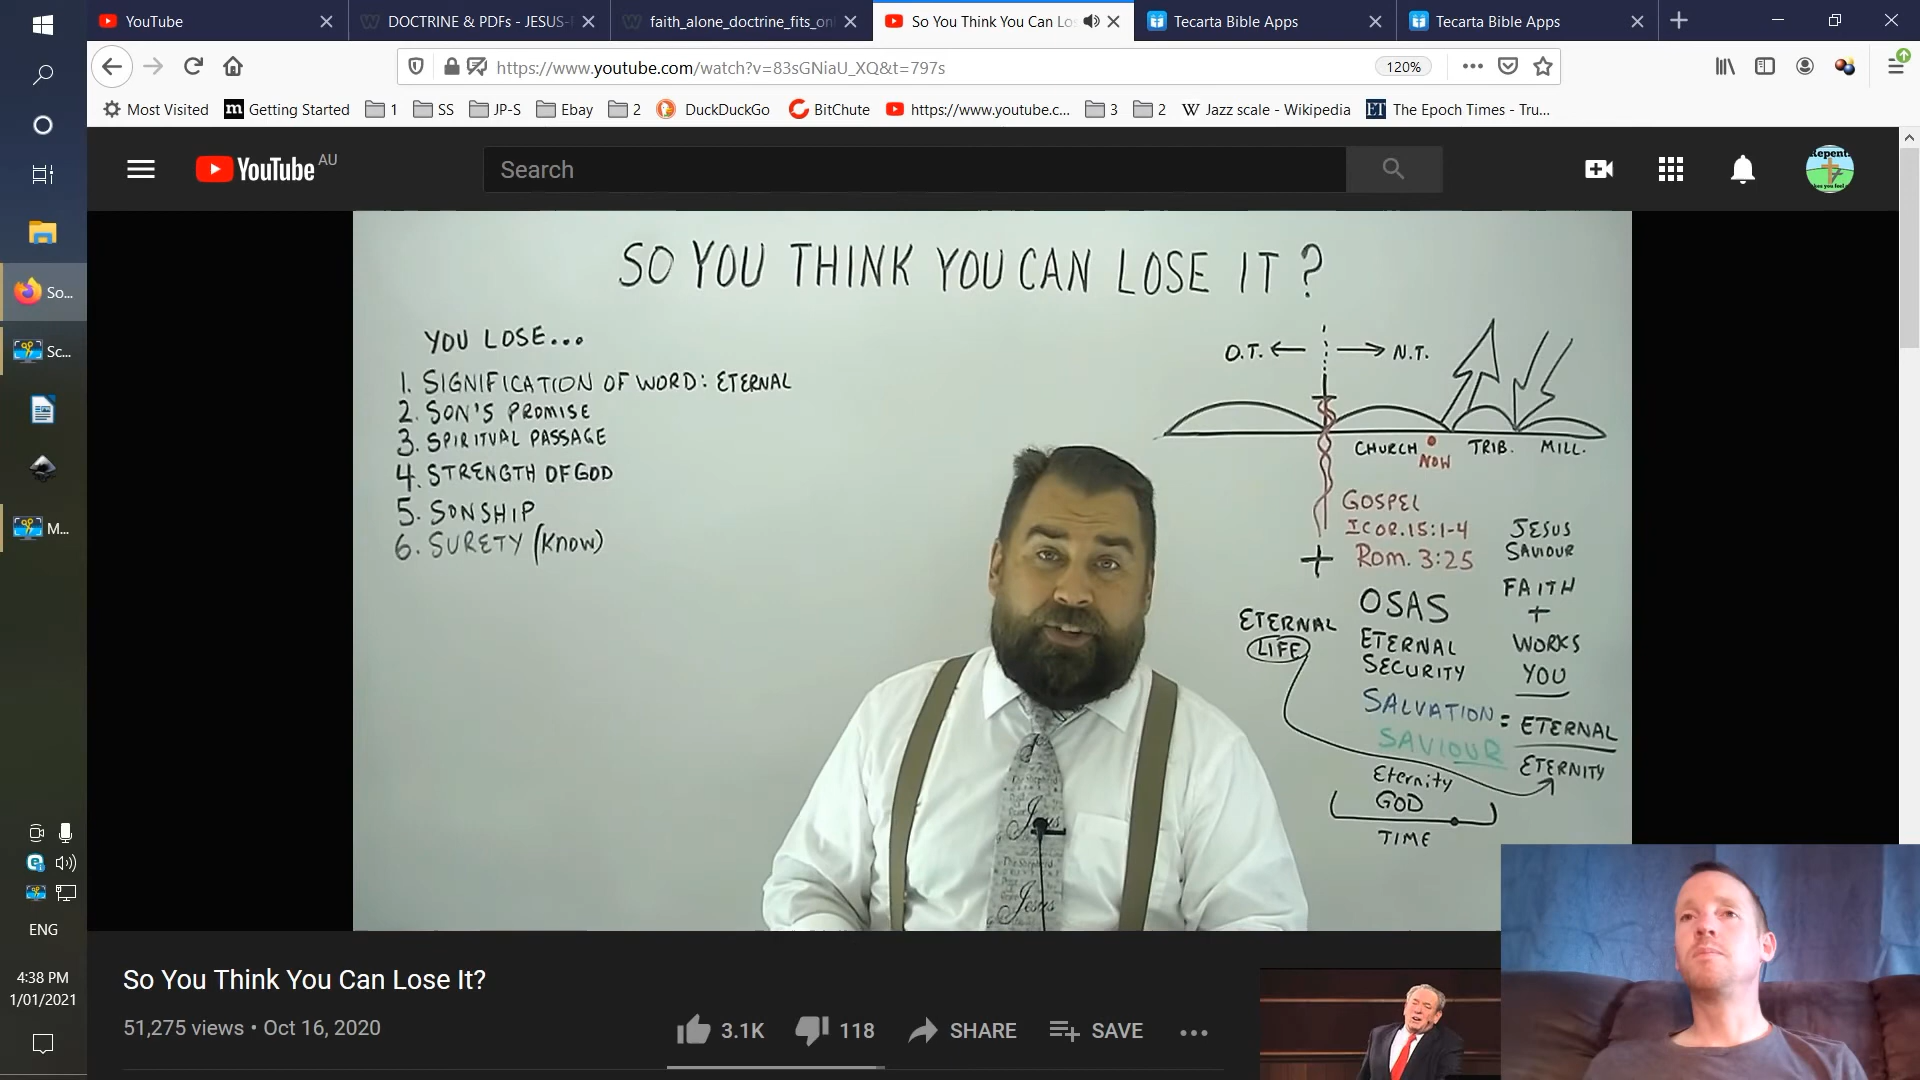 YouTube
DOCTRINE & PDFs - JESUS-
faith_alone_doctrine_fits_on
So You Think You Can Lo
Tecarta Bible Apps
Tecarta Bible Apps
https://www.youtube.com/watch?v=83sGNiaU_XQ&t=797s
120%
Most Visited
m Getting Started
1
SS
JP-S
Ebay
2
DuckDuckGo
BitChute
https://www.youtube.c...
3
2
W Jazz scale - Wikipedia
ET The Epoch Times - Tru...
YouTube AU
Search
Repent
SO YOU THINK YOU CAN LOSE IT?
YOU LOSE...
1. SIGNIFICATION OF WORD: ETERNAL
2. SON'S PROMISE
3. SPIRITUAL PASSAGE
4. STRENGTH OF GOD
5. SONSHIP
6. SURETY (KNOW)
O.T. ← → N.T.
CHURCH NOW TRIB. MILL.
GOSPEL
I COR. 15:1-4
+ Rom. 3:25
JESUS
SAVIOUR
FAITH
+
WORKS
YOU
OSAS
ETERNAL
SECURITY
ETERNAL
LIFE
SALVATION = ETERNAL
SAVIOUR ETERNITY
Eternity
GOD
TIME
Jesus
The Shepherd
Jesus
So You Think You Can Lose It?
51,275 views • Oct 16, 2020
3.1K
118
SHARE
SAVE
So...
Sc...
M...
ENG
4:38 PM
1/01/2021